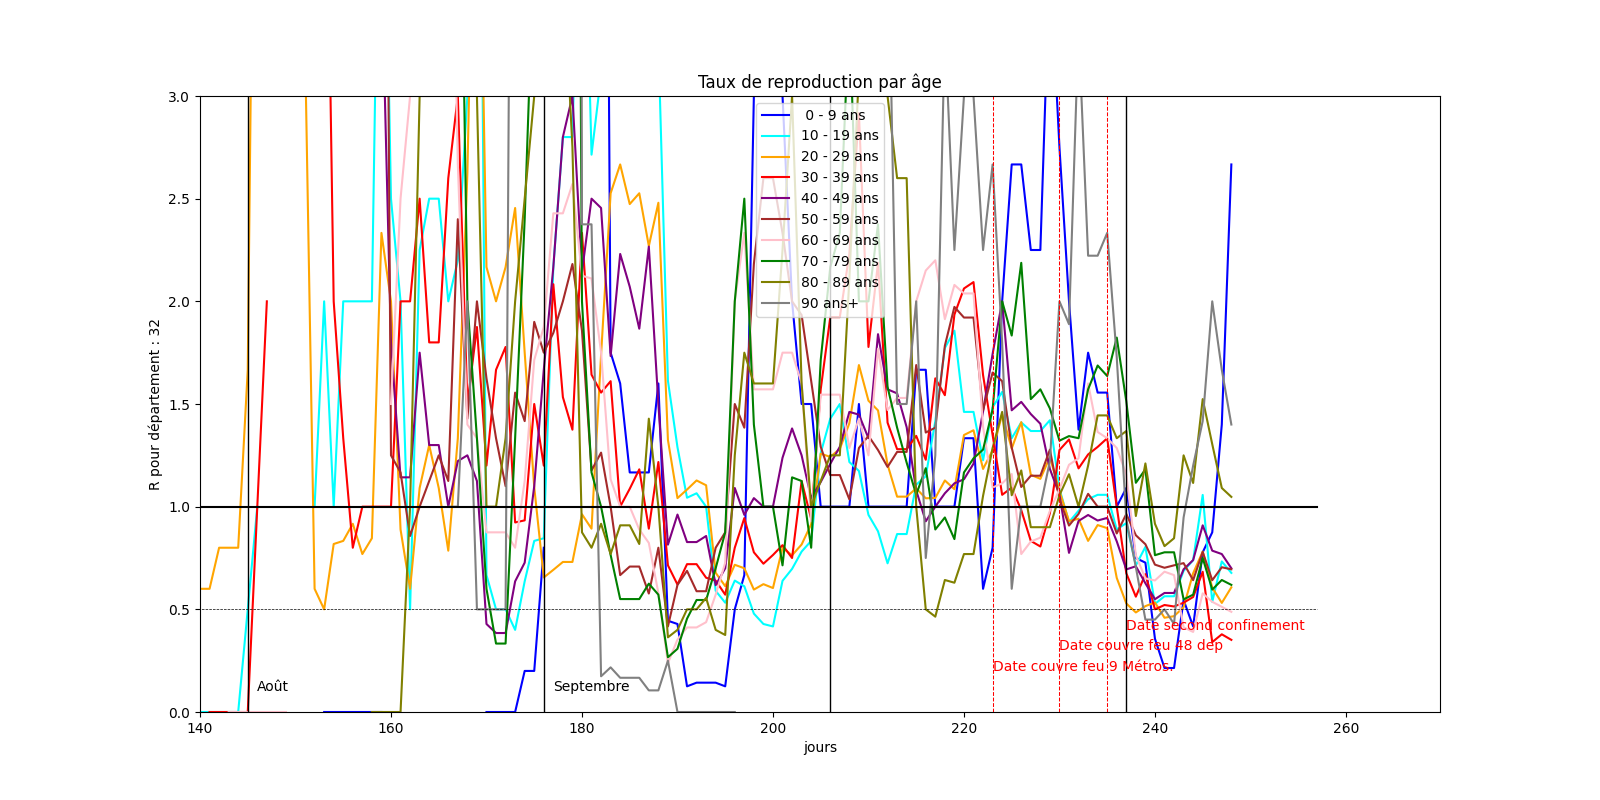 Taux de reproduction par âge
R pour département : 32
3.0
2.5
2.0
1.5
1.0
0.5
0.0
0 - 9 ans
10 - 19 ans
20 - 29 ans
30 - 39 ans
40 - 49 ans
50 - 59 ans
60 - 69 ans
70 - 79 ans
80 - 89 ans
90 ans+
Date second confinement
Date couvre feu 48 dep
Date couvre feu 9 Métros.
Août
Septembre
140
160
180
200
220
240
260
jours